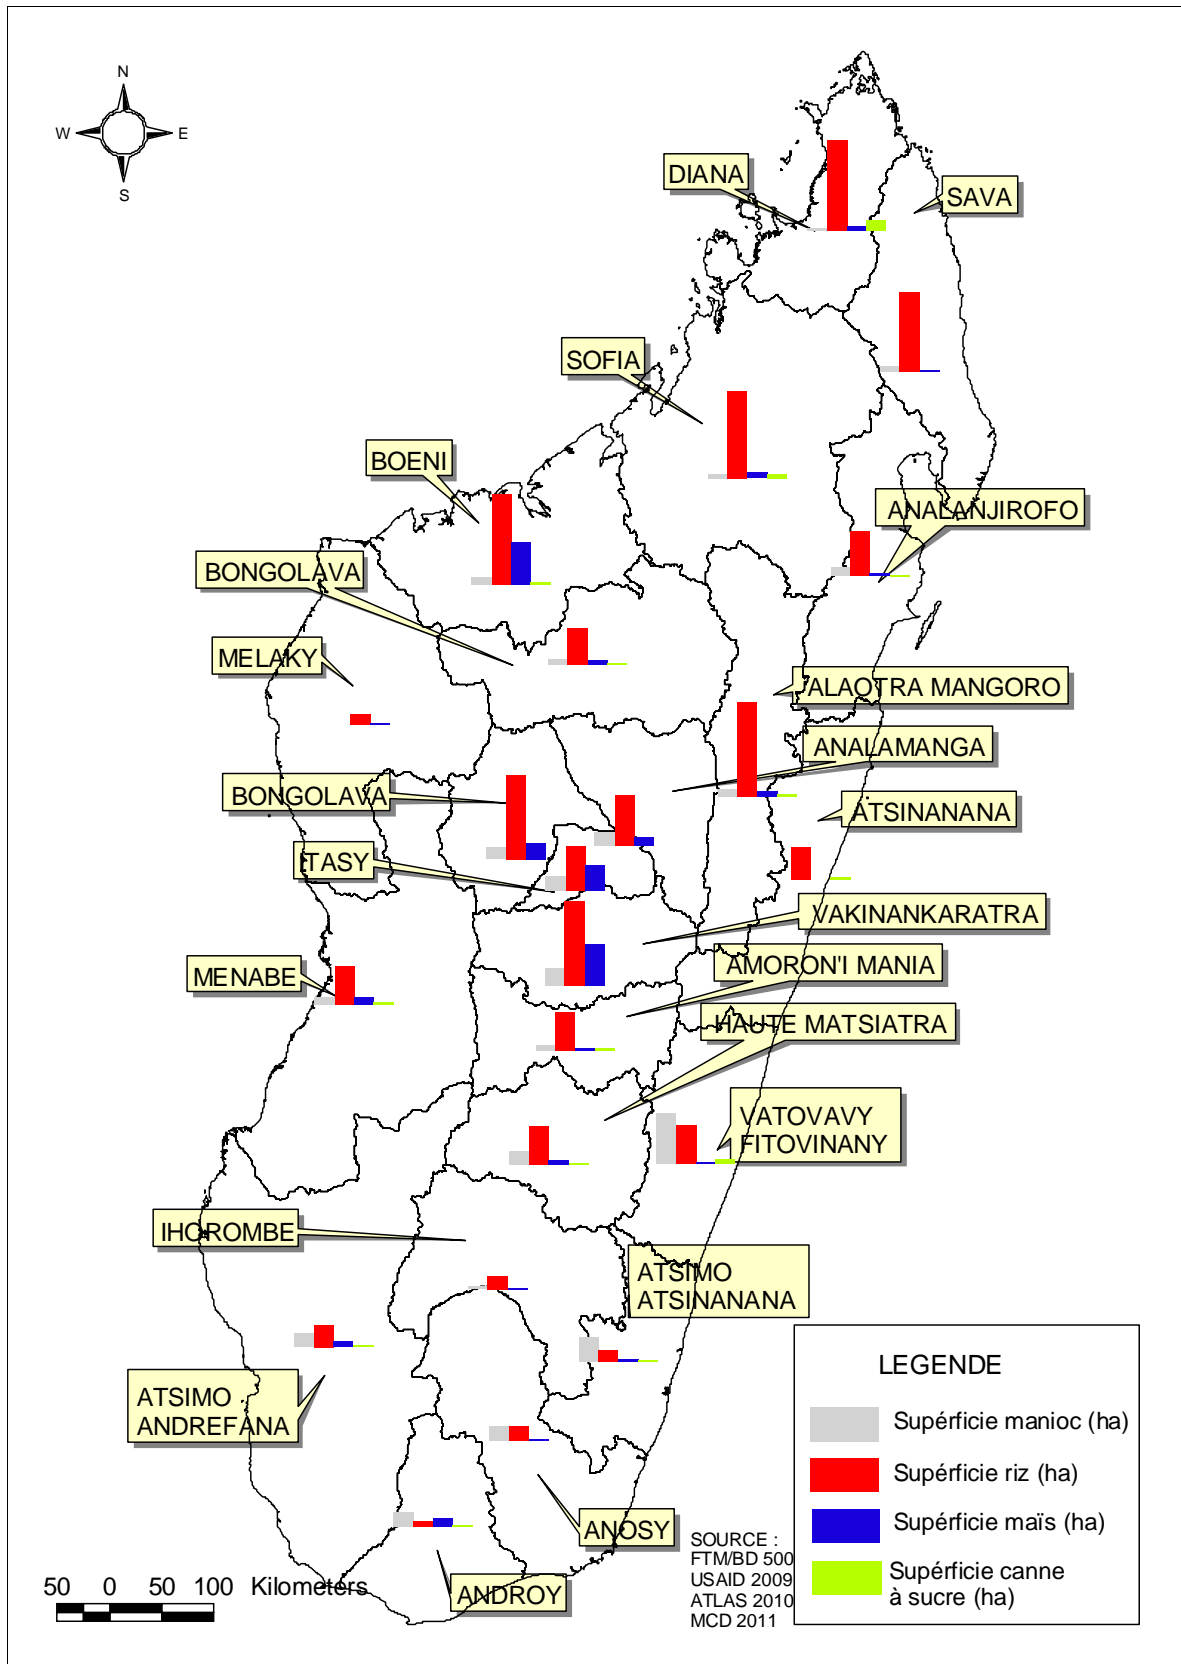 N
W
E
S
DIANA
SAVA
SOFIA
BOENI
ANALANJIROFO
BONGOLAVA
MELAKY
ALAOTRA MANGORO
ANALAMANGA
BONGOLAVA
ATSINANANA
ITASY
VAKINANKARATRA
AMORON'I MANIA
MENABE
HAUTE MATSIATRA
VATOVAVY
FITOVINANY
IHOROMBE
ATSIMO
ATSINANANA
ATSIMO
ANDREFANA
ANOSY
ANDROY
LEGENDE
Supérficie manioc (ha)
Supérficie riz (ha)
Supérficie maïs (ha)
Supérficie canne
à sucre (ha)
SOURCE :
FTM/BD 500
USAID 2009
ATLAS 2010
MCD 2011
50 0 50 100 Kilometers